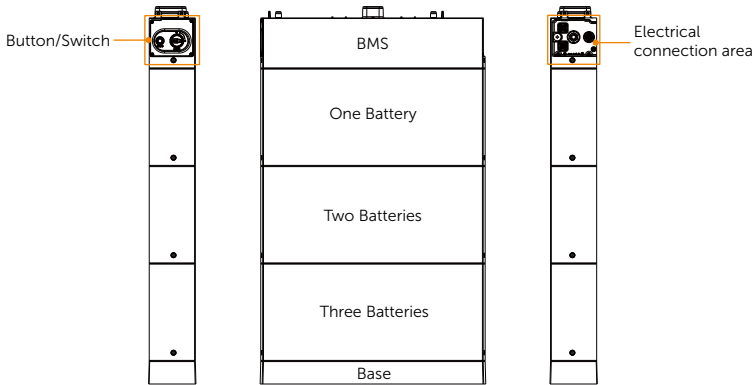 Button/Switch
BMS
Electrical
connection area
One Battery
Two Batteries
Three Batteries
Base